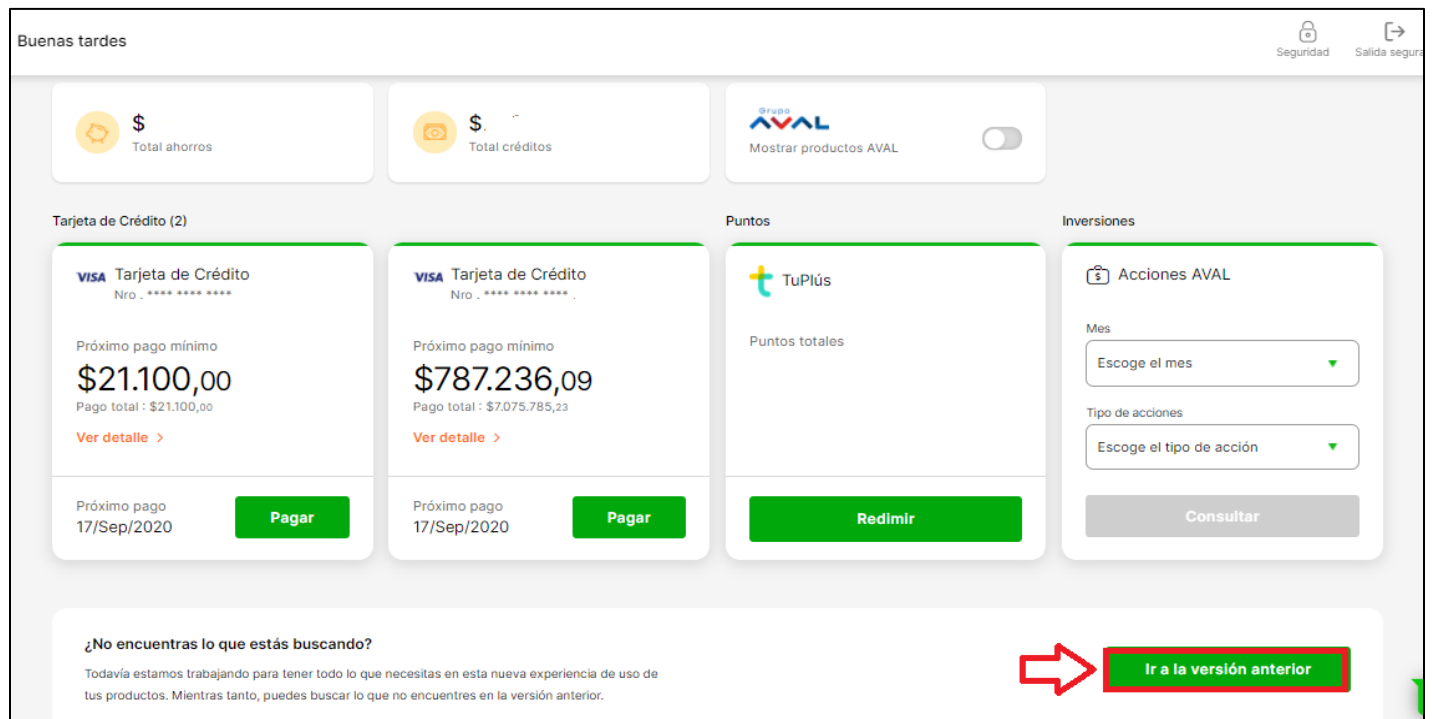 Buenas tardes
Seguridad
Salida segura
$
Total ahorros
$
Total créditos
Grupo
AVAL
Mostrar productos AVAL
Tarjeta de Crédito (2)
Puntos
Inversiones
VISA Tarjeta de Crédito
Nro . **** **** ****
Próximo pago mínimo
$21.100,00
Pago total : $21.100,00
Ver detalle >
Próximo pago
17/Sep/2020
Pagar
VISA Tarjeta de Crédito
Nro . **** **** **** .
Próximo pago mínimo
$787.236,09
Pago total : $7.075.785,23
Ver detalle >
Próximo pago
17/Sep/2020
Pagar
TuPlús
Puntos totales
Redimir
Acciones AVAL
Mes
Escoge el mes
Tipo de acciones
Escoge el tipo de acción
Consultar
¿No encuentras lo que estás buscando?
Todavía estamos trabajando para tener todo lo que necesitas en esta nueva experiencia de uso de
tus productos. Mientras tanto, puedes buscar lo que no encuentres en la versión anterior.
Ir a la versión anterior